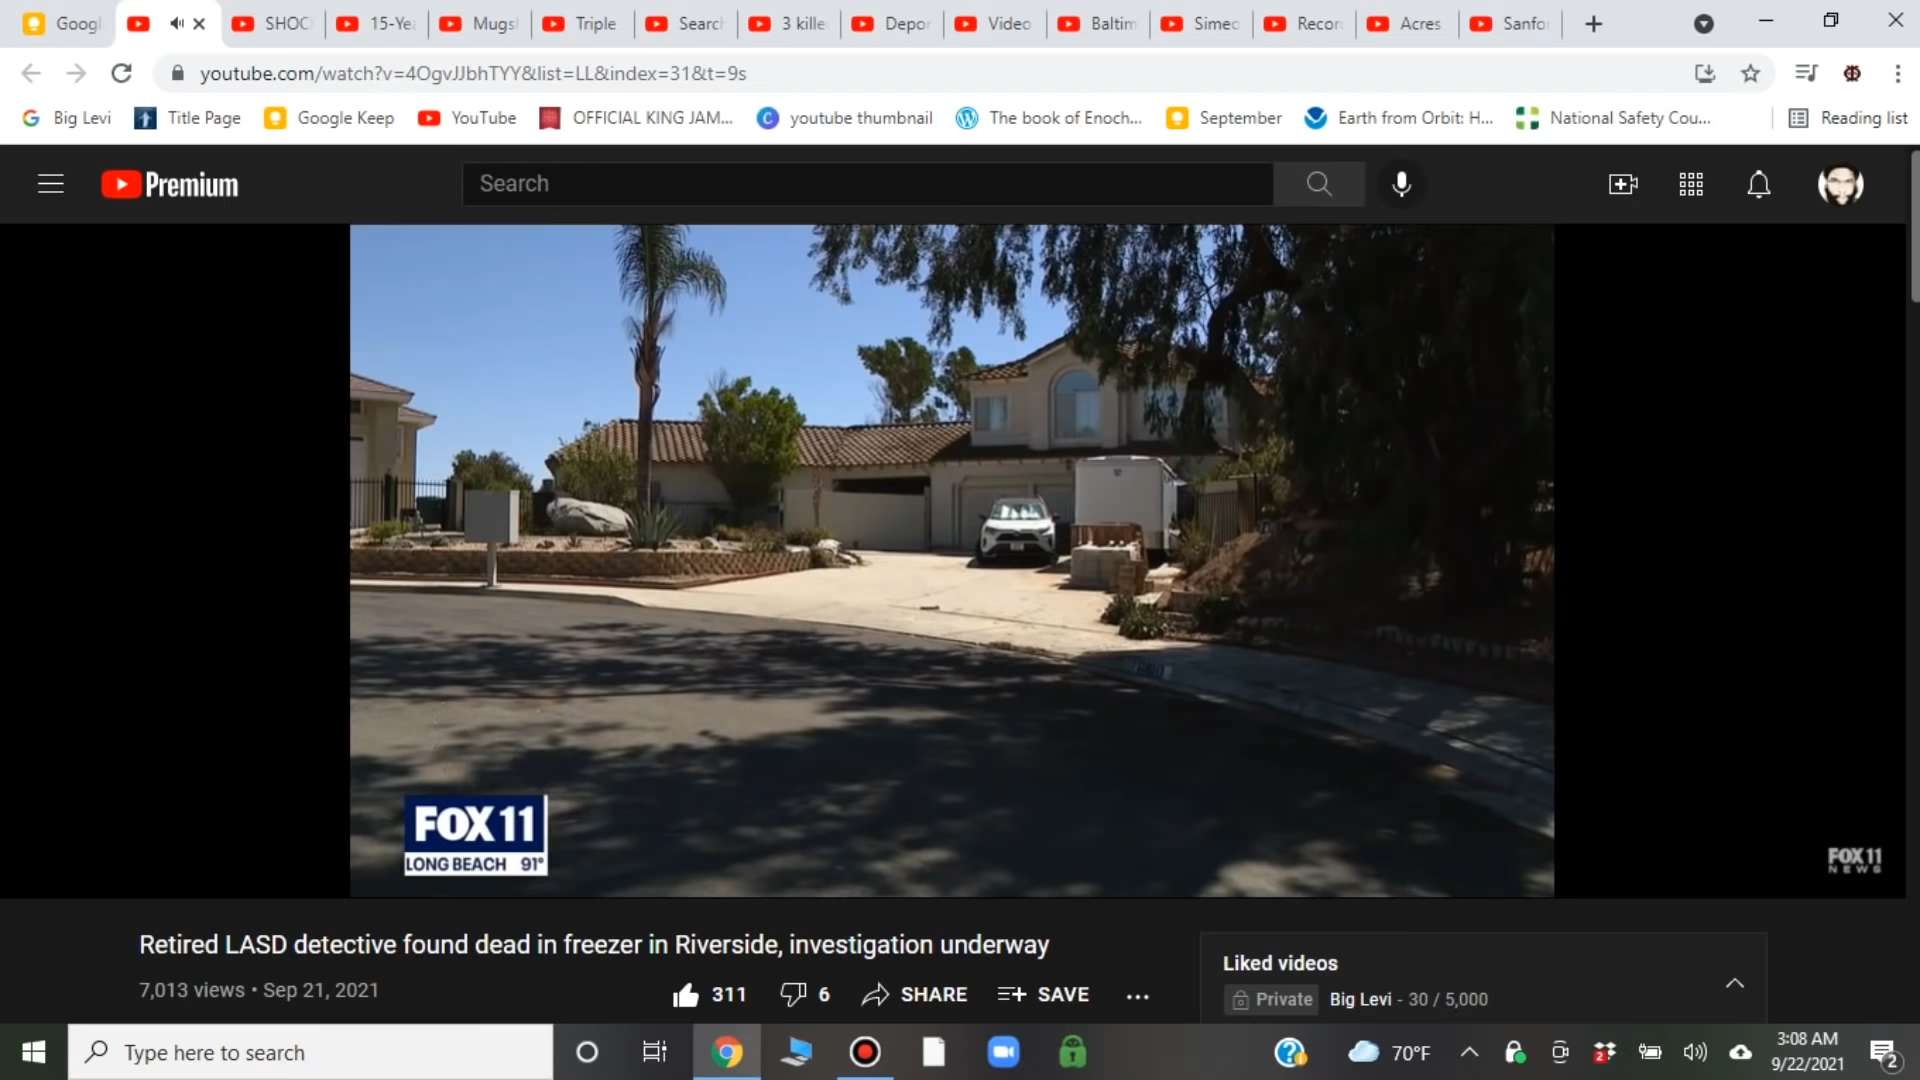 Googl
SHOC
15-Ye
Mugs
Triple
Search
3 kille
Depor
Video
Baltim
Simeo
Recor
Acres
Sanfor
youtube.com/watch?v=4OgvJJbhTYY&list=LL&index=31&t=9s
Big Levi
Title Page
Google Keep
YouTube
OFFICIAL KING JAM...
youtube thumbnail
The book of Enoch...
September
Earth from Orbit: H...
National Safety Cou...
Reading list
Premium
Search
FOX 11
LONG BEACH 91°
FOX 11
NEWS
Retired LASD detective found dead in freezer in Riverside, investigation underway
7,013 views • Sep 21, 2021
311
6
SHARE
SAVE
Liked videos
Private Big Levi - 30 / 5,000
Type here to search
70°F
3:08 AM
9/22/2021
2
2